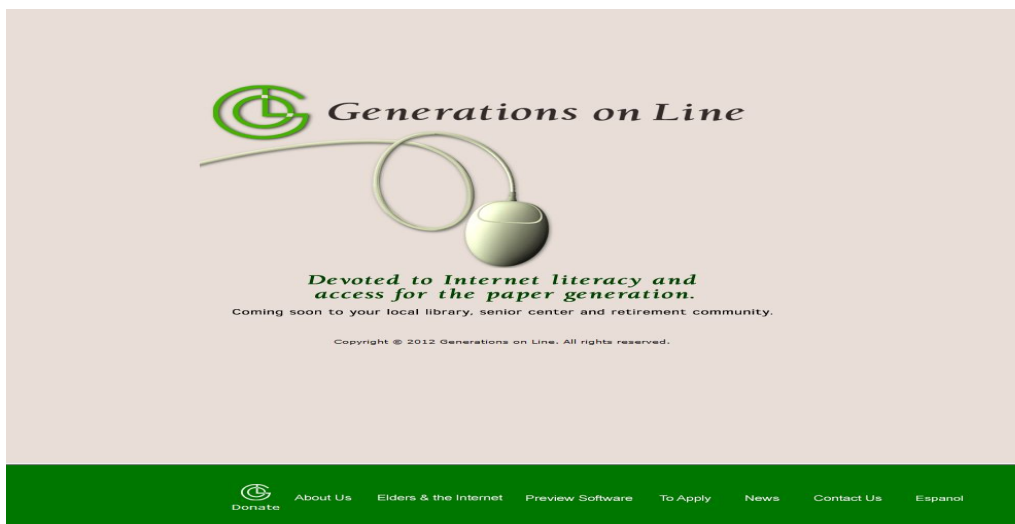 Generations on Line
Devoted to Internet literacy and
access for the paper generation.
Coming soon to your local library, senior center and retirement community.
Copyright © 2012 Generations on Line. All rights reserved.
Donate About Us Elders & the Internet Preview Software To Apply News Contact Us Espanol